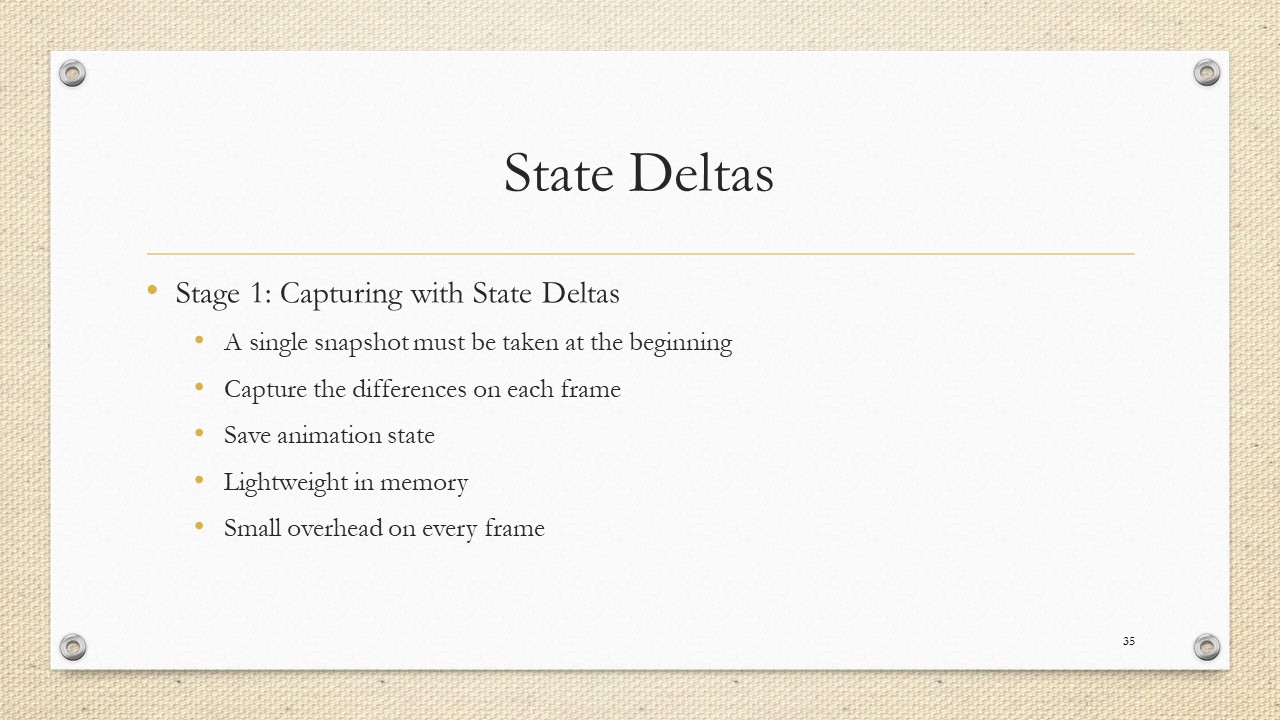 State Deltas
Stage 1: Capturing with State Deltas
A single snapshot must be taken at the beginning
Capture the differences on each frame
Save animation state
Lightweight in memory
Small overhead on every frame
35